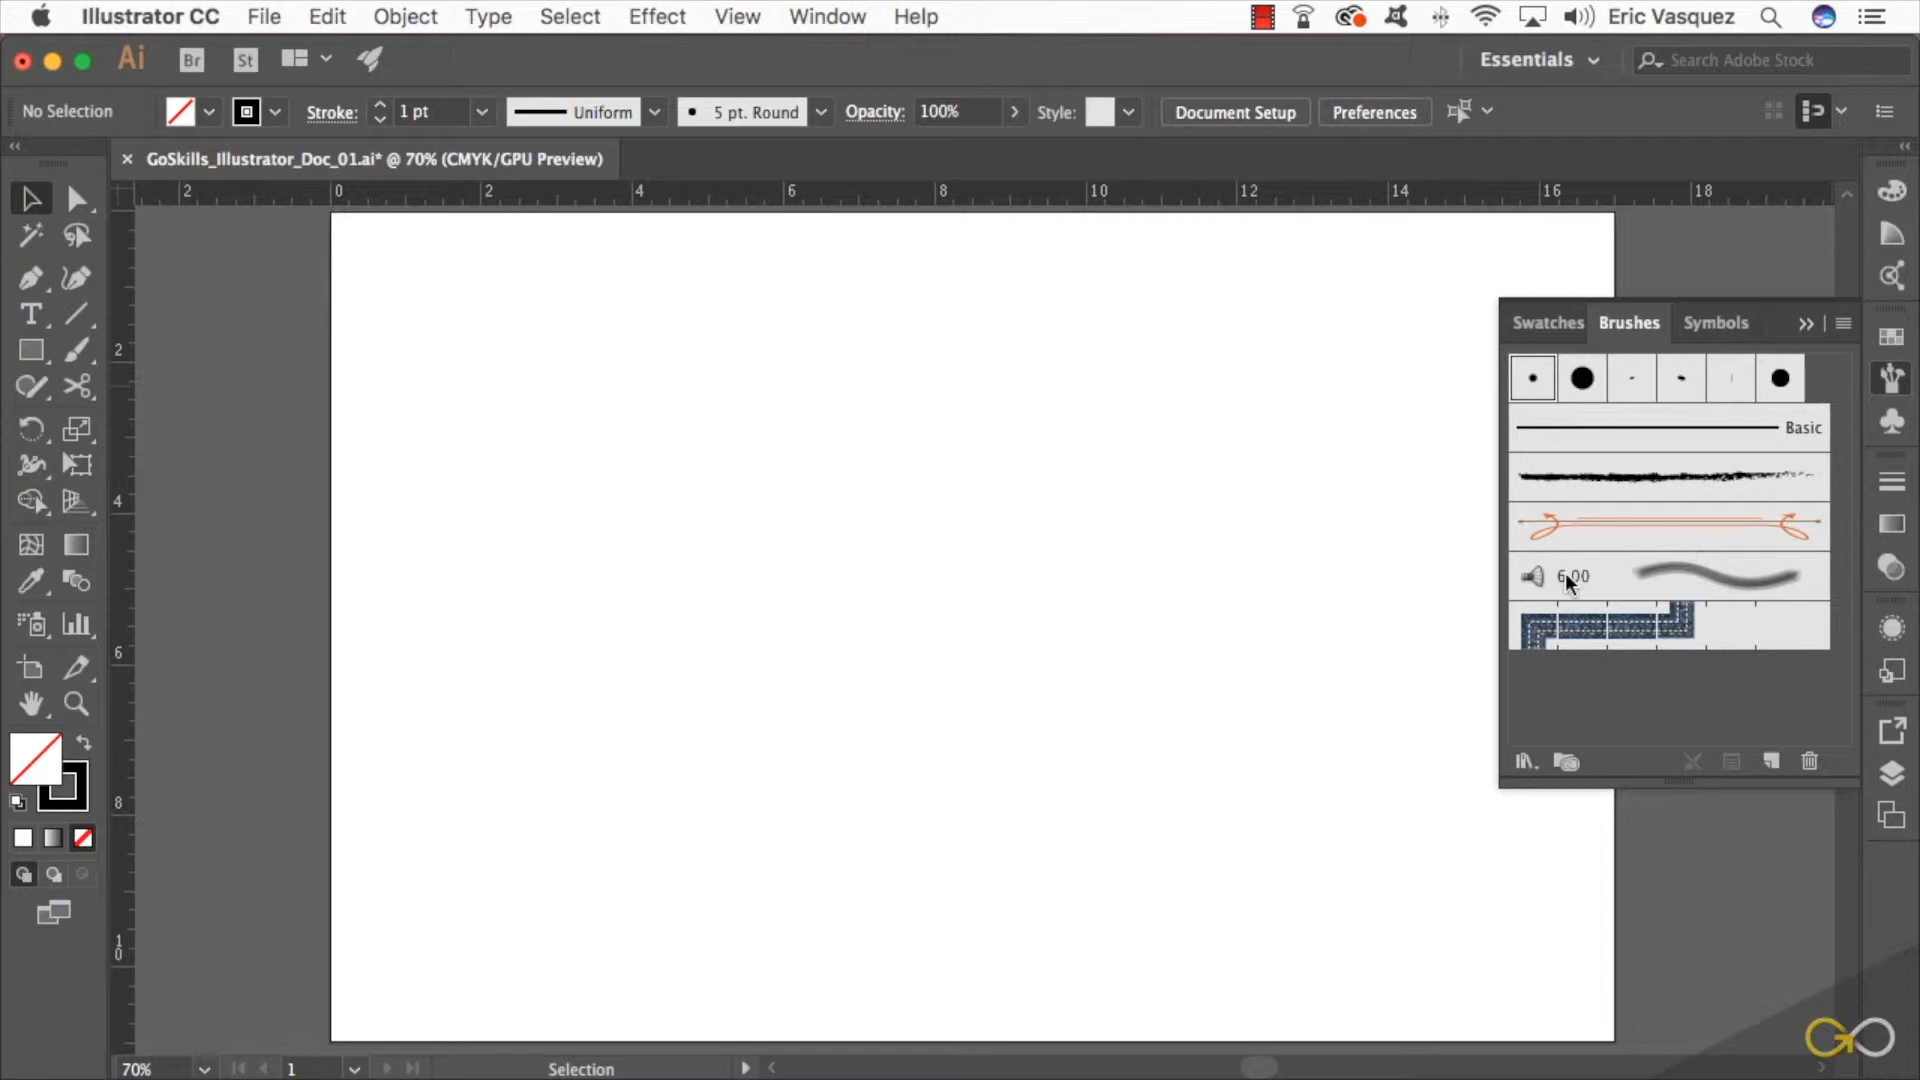 Illustrator CC File Edit Object Type Select Effect View Window Help Eric Vasquez
Ai Br St Essentials Search Adobe Stock
No Selection Stroke: 1 pt Uniform 5 pt. Round Opacity: 100% Style: Document Setup Preferences
GoSkills_Illustrator_Doc_01.ai* @ 70% (CMYK/GPU Preview)
2 0 2 4 6 8 10 12 14 16 18
Swatches Brushes Symbols
2
Basic
4
6.00
6
8
10
70% 1 Selection
GO